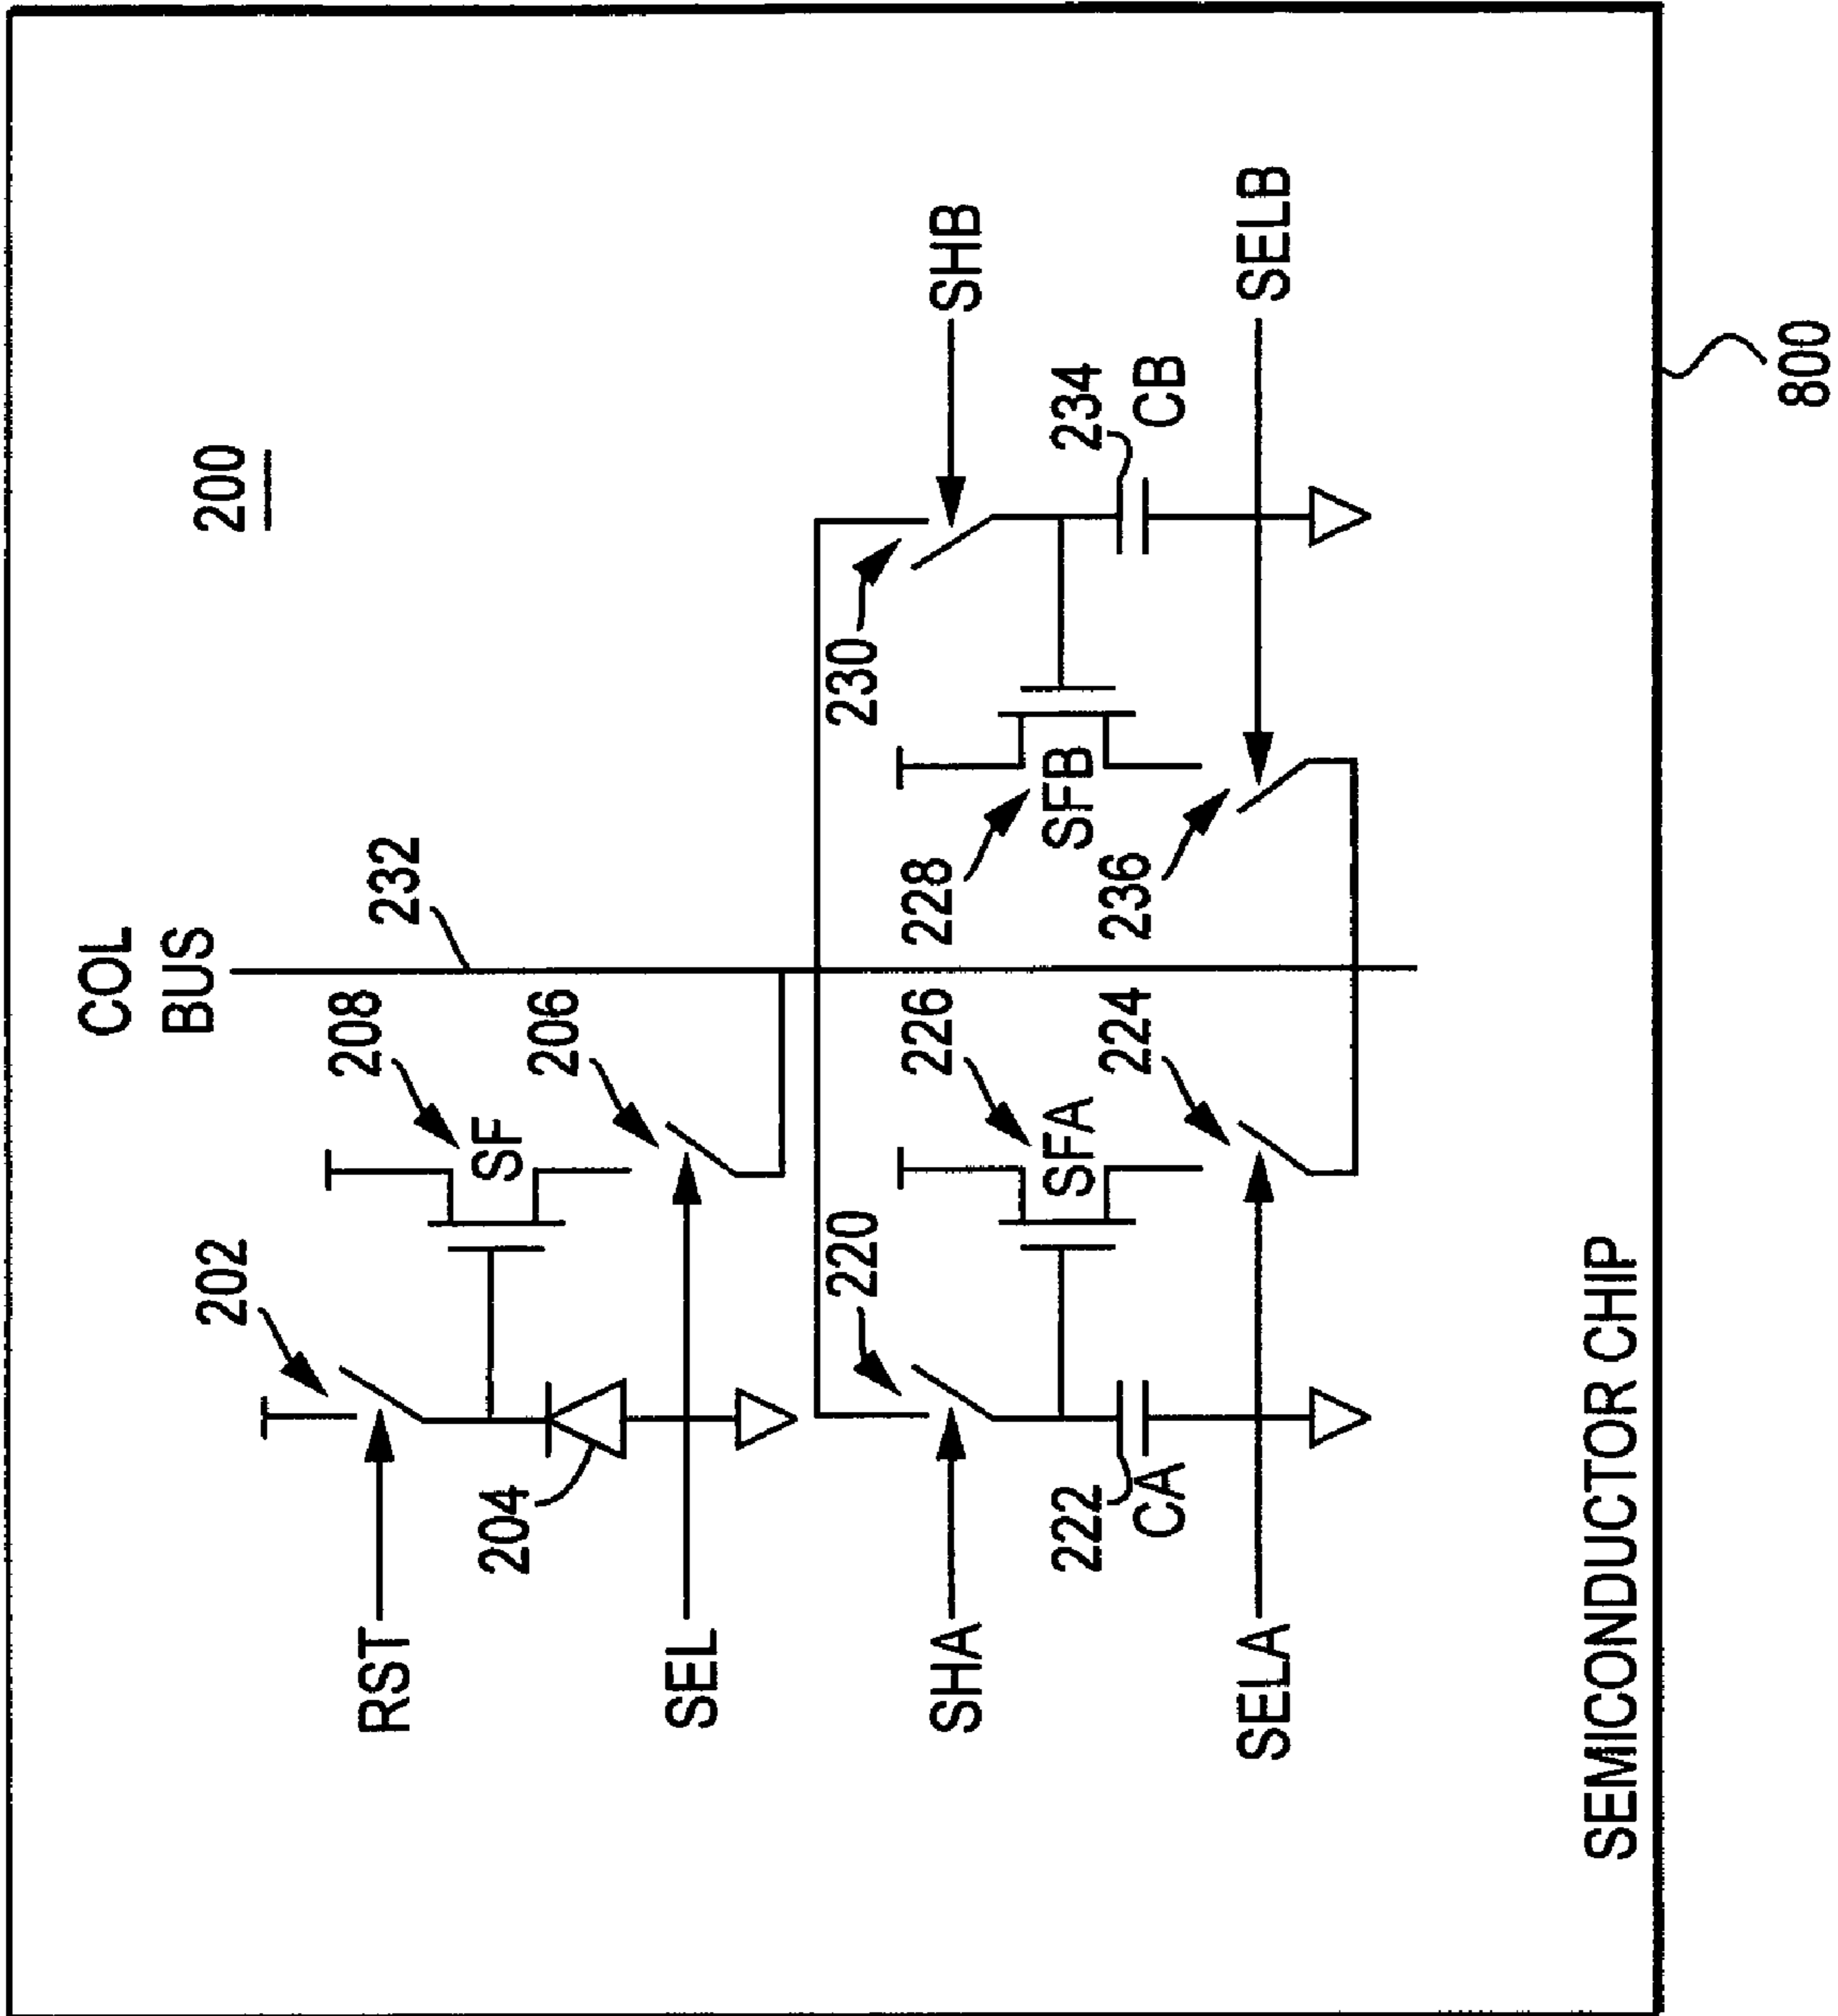 COL
BUS
200
232
202
208
RST
SF
206
204
SEL
220
230
SHA
226
SFA
228
SFB
SHB
222
CA
234
CB
224
236
SELA
SELB
SEMICONDUCTOR CHIP
800